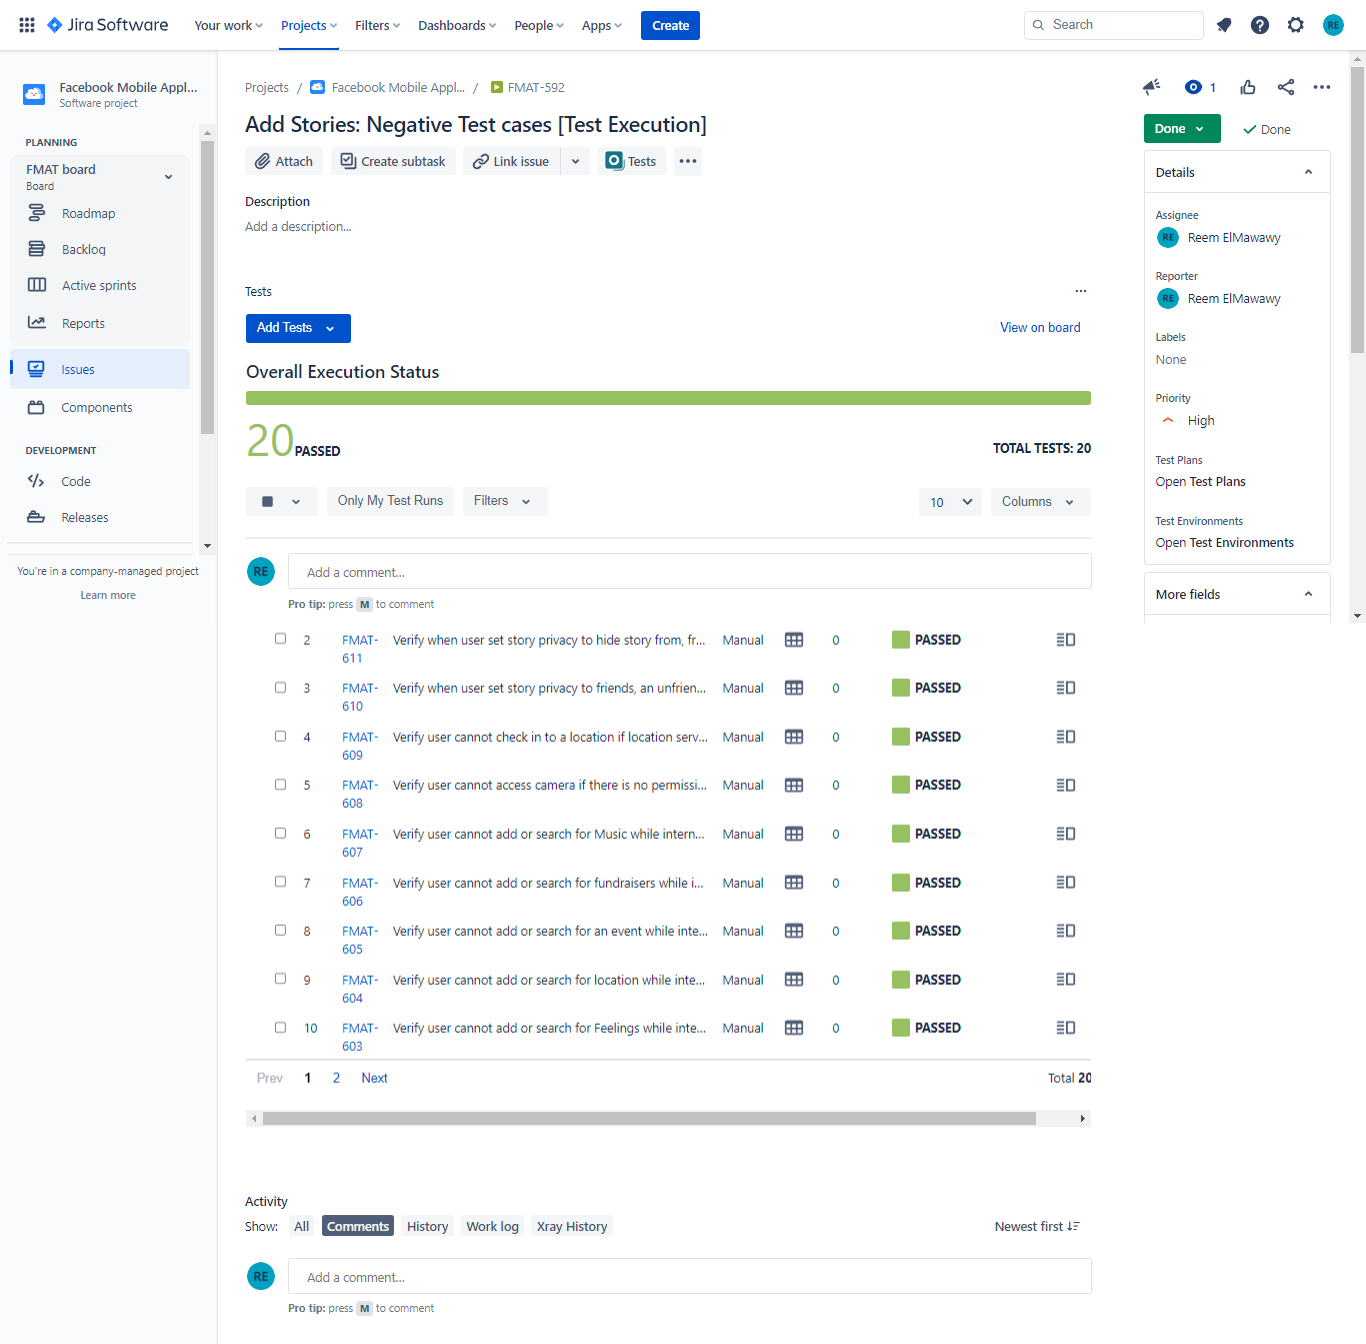 Jira Software
Your work
Projects
Filters
Dashboards
People
Apps
Create
Search
RE
Facebook Mobile Appl...
Software project
PLANNING
FMAT board
Board
Roadmap
Backlog
Active sprints
Reports
Issues
Components
DEVELOPMENT
Code
Releases
You're in a company-managed project
Learn more
Projects / Facebook Mobile Appl... / FMAT-592
1
Add Stories: Negative Test cases [Test Execution]
Attach
Create subtask
Link issue
Tests
Description
Add a description...
Tests
Add Tests
View on board
Overall Execution Status
20 PASSED
TOTAL TESTS: 20
Only My Test Runs
Filters
10
Columns
RE
Add a comment...
Pro tip: press M to comment
2 FMAT-611 Verify when user set story privacy to hide story from, fr... Manual 0 PASSED
3 FMAT-610 Verify when user set story privacy to friends, an unfrien... Manual 0 PASSED
4 FMAT-609 Verify user cannot check in to a location if location serv... Manual 0 PASSED
5 FMAT-608 Verify user cannot access camera if there is no permissi... Manual 0 PASSED
6 FMAT-607 Verify user cannot add or search for Music while intern... Manual 0 PASSED
7 FMAT-606 Verify user cannot add or search for fundraisers while i... Manual 0 PASSED
8 FMAT-605 Verify user cannot add or search for an event while inte... Manual 0 PASSED
9 FMAT-604 Verify user cannot add or search for location while inte... Manual 0 PASSED
10 FMAT-603 Verify user cannot add or search for Feelings while inte... Manual 0 PASSED
Prev 1 2 Next
Total 20
Activity
Show: All Comments History Work log Xray History
Newest first
RE
Add a comment...
Pro tip: press M to comment
Done
Done
Details
Assignee
RE Reem ElMawawy
Reporter
RE Reem ElMawawy
Labels
None
Priority
High
Test Plans
Open Test Plans
Test Environments
Open Test Environments
More fields